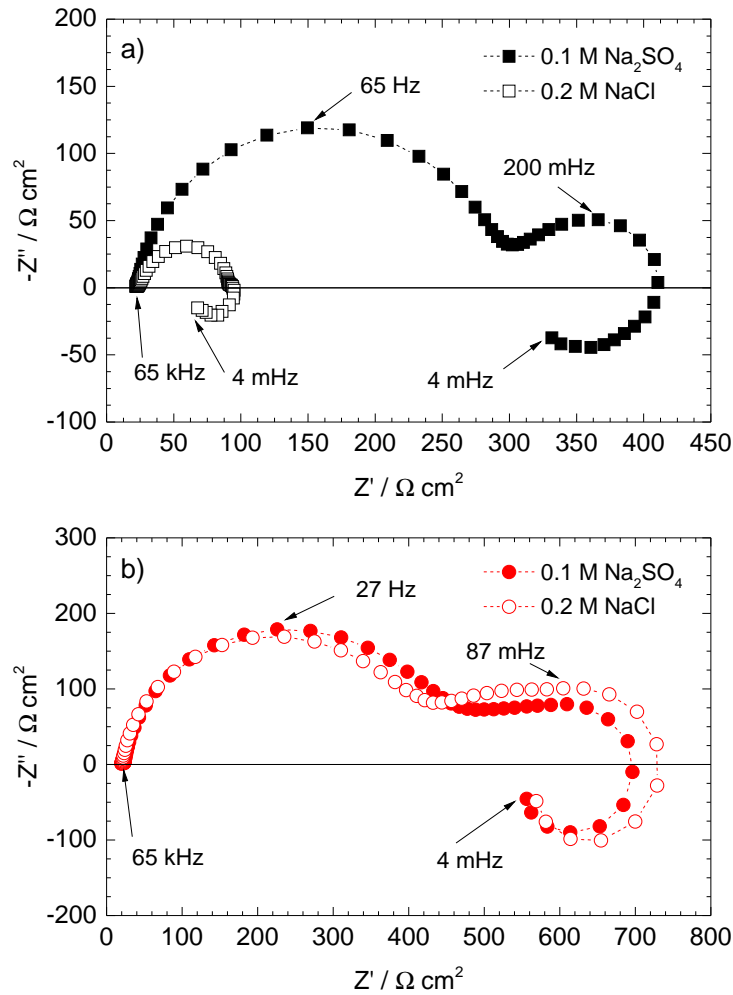 200
a)
0.1 M Na₂SO₄
65 Hz
0.2 M NaCl
150
100
200 mHz
50
0
-50
65 kHz
4 mHz
4 mHz
-100
0 50 100 150 200 250 300 350 400 450
-Z'' / Ω cm²
Z' / Ω cm²
300
b)
0.1 M Na₂SO₄
27 Hz
0.2 M NaCl
200
87 mHz
100
0
65 kHz
4 mHz
-100
-200
0 100 200 300 400 500 600 700 800
-Z'' / Ω cm²
Z' / Ω cm²